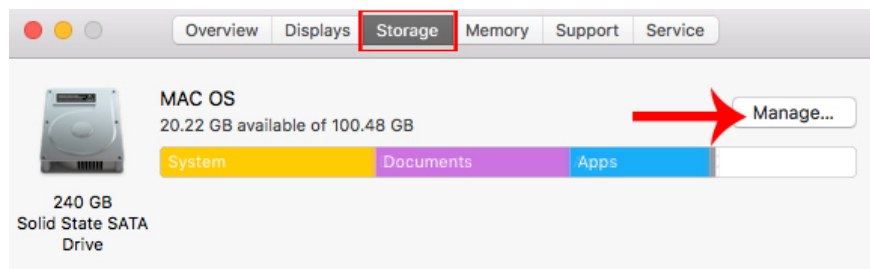 Overview Displays Storage Memory Support Service
MAC OS
20.22 GB available of 100.48 GB
Manage...
System Documents Apps
240 GB
Solid State SATA
Drive